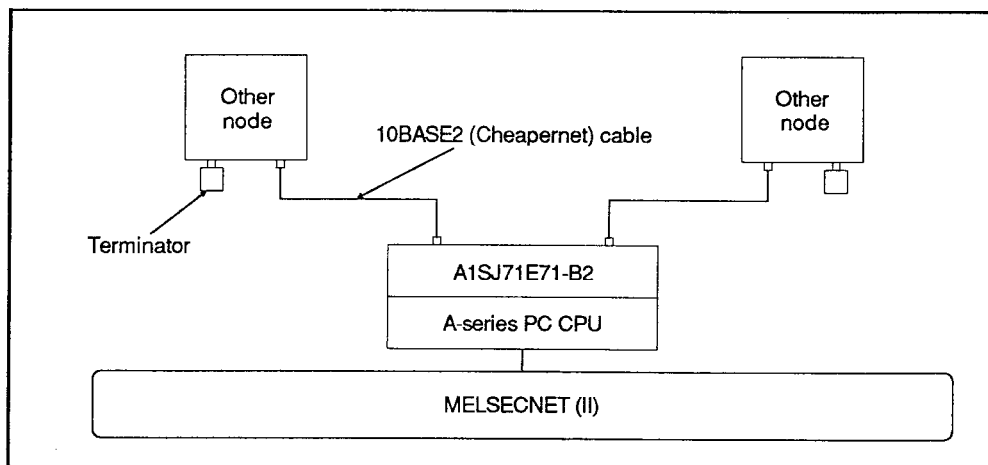 Other
node
Other
node
10BASE2 (Cheapernet) cable
Terminator
A1SJ71E71-B2
A-series PC CPU
MELSECNET (II)